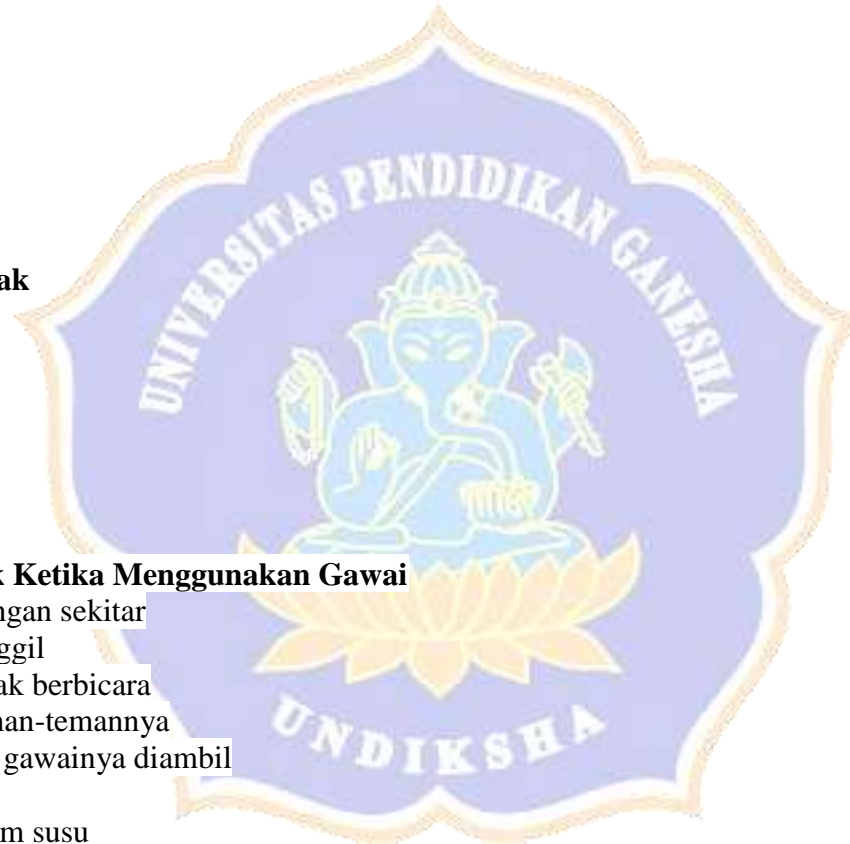 UNIVERSITAS PENDIDIKAN GANESHA
ak
k Ketika Menggunakan Gawai
ngan sekitar
ggil
ak berbicara
nan-temannya
gawainya diambil
m susu
UNDIKSHA